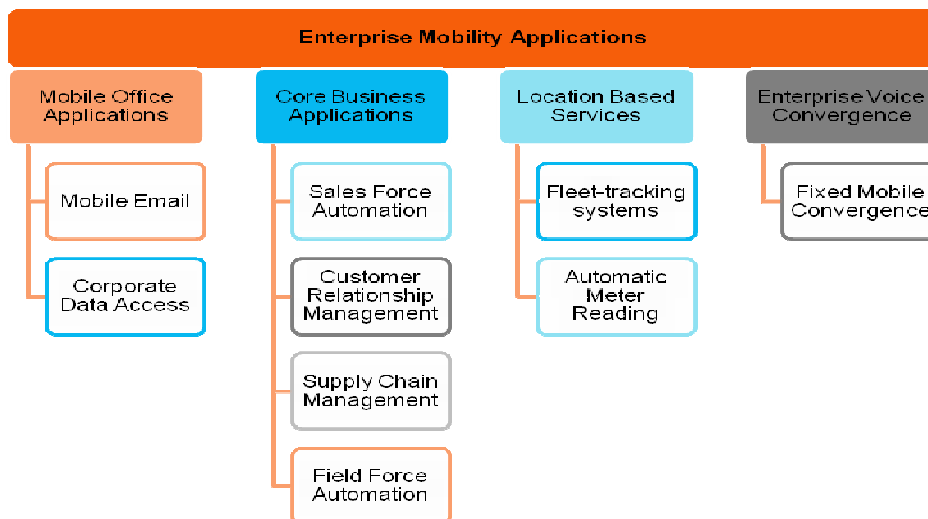 Enterprise Mobility Applications
Mobile Office
Applications
Mobile Email
Corporate
Data Access
Core Business
Applications
Sales Force
Automation
Customer
Relationship
Management
Supply Chain
Management
Field Force
Automation
Location Based
Services
Fleet-tracking
systems
Automatic
Meter
Reading
Enterprise Voice
Convergence
Fixed Mobile
Convergence